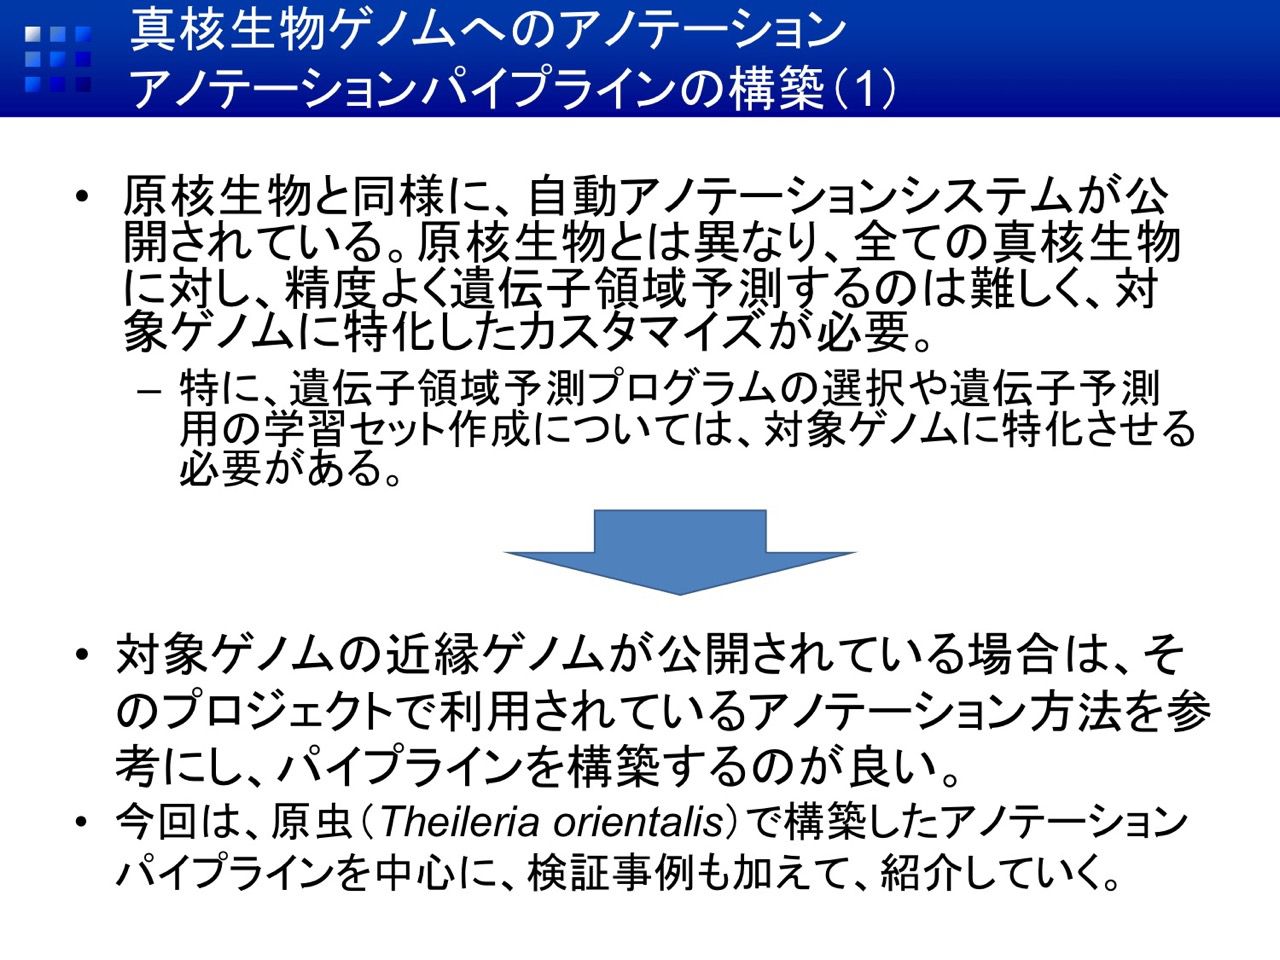 真核生物ゲノムへのアノテーション
アノテーションパイプラインの構築（1）
• 原核生物と同様に、自動アノテーションシステムが公
開されている。原核生物とは異なり、全ての真核生物
に対し、精度よく遺伝子領域予測するのは難しく、対
象ゲノムに特化したカスタマイズが必要。
– 特に、遺伝子領域予測プログラムの選択や遺伝子予測
用の学習セット作成については、対象ゲノムに特化させる
必要がある。
• 対象ゲノムの近縁ゲノムが公開されている場合は、そ
のプロジェクトで利用されているアノテーション方法を参
考にし、パイプラインを構築するのが良い。
• 今回は、原虫（Theileria orientalis）で構築したアノテーション
パイプラインを中心に、検証事例も加えて、紹介していく。